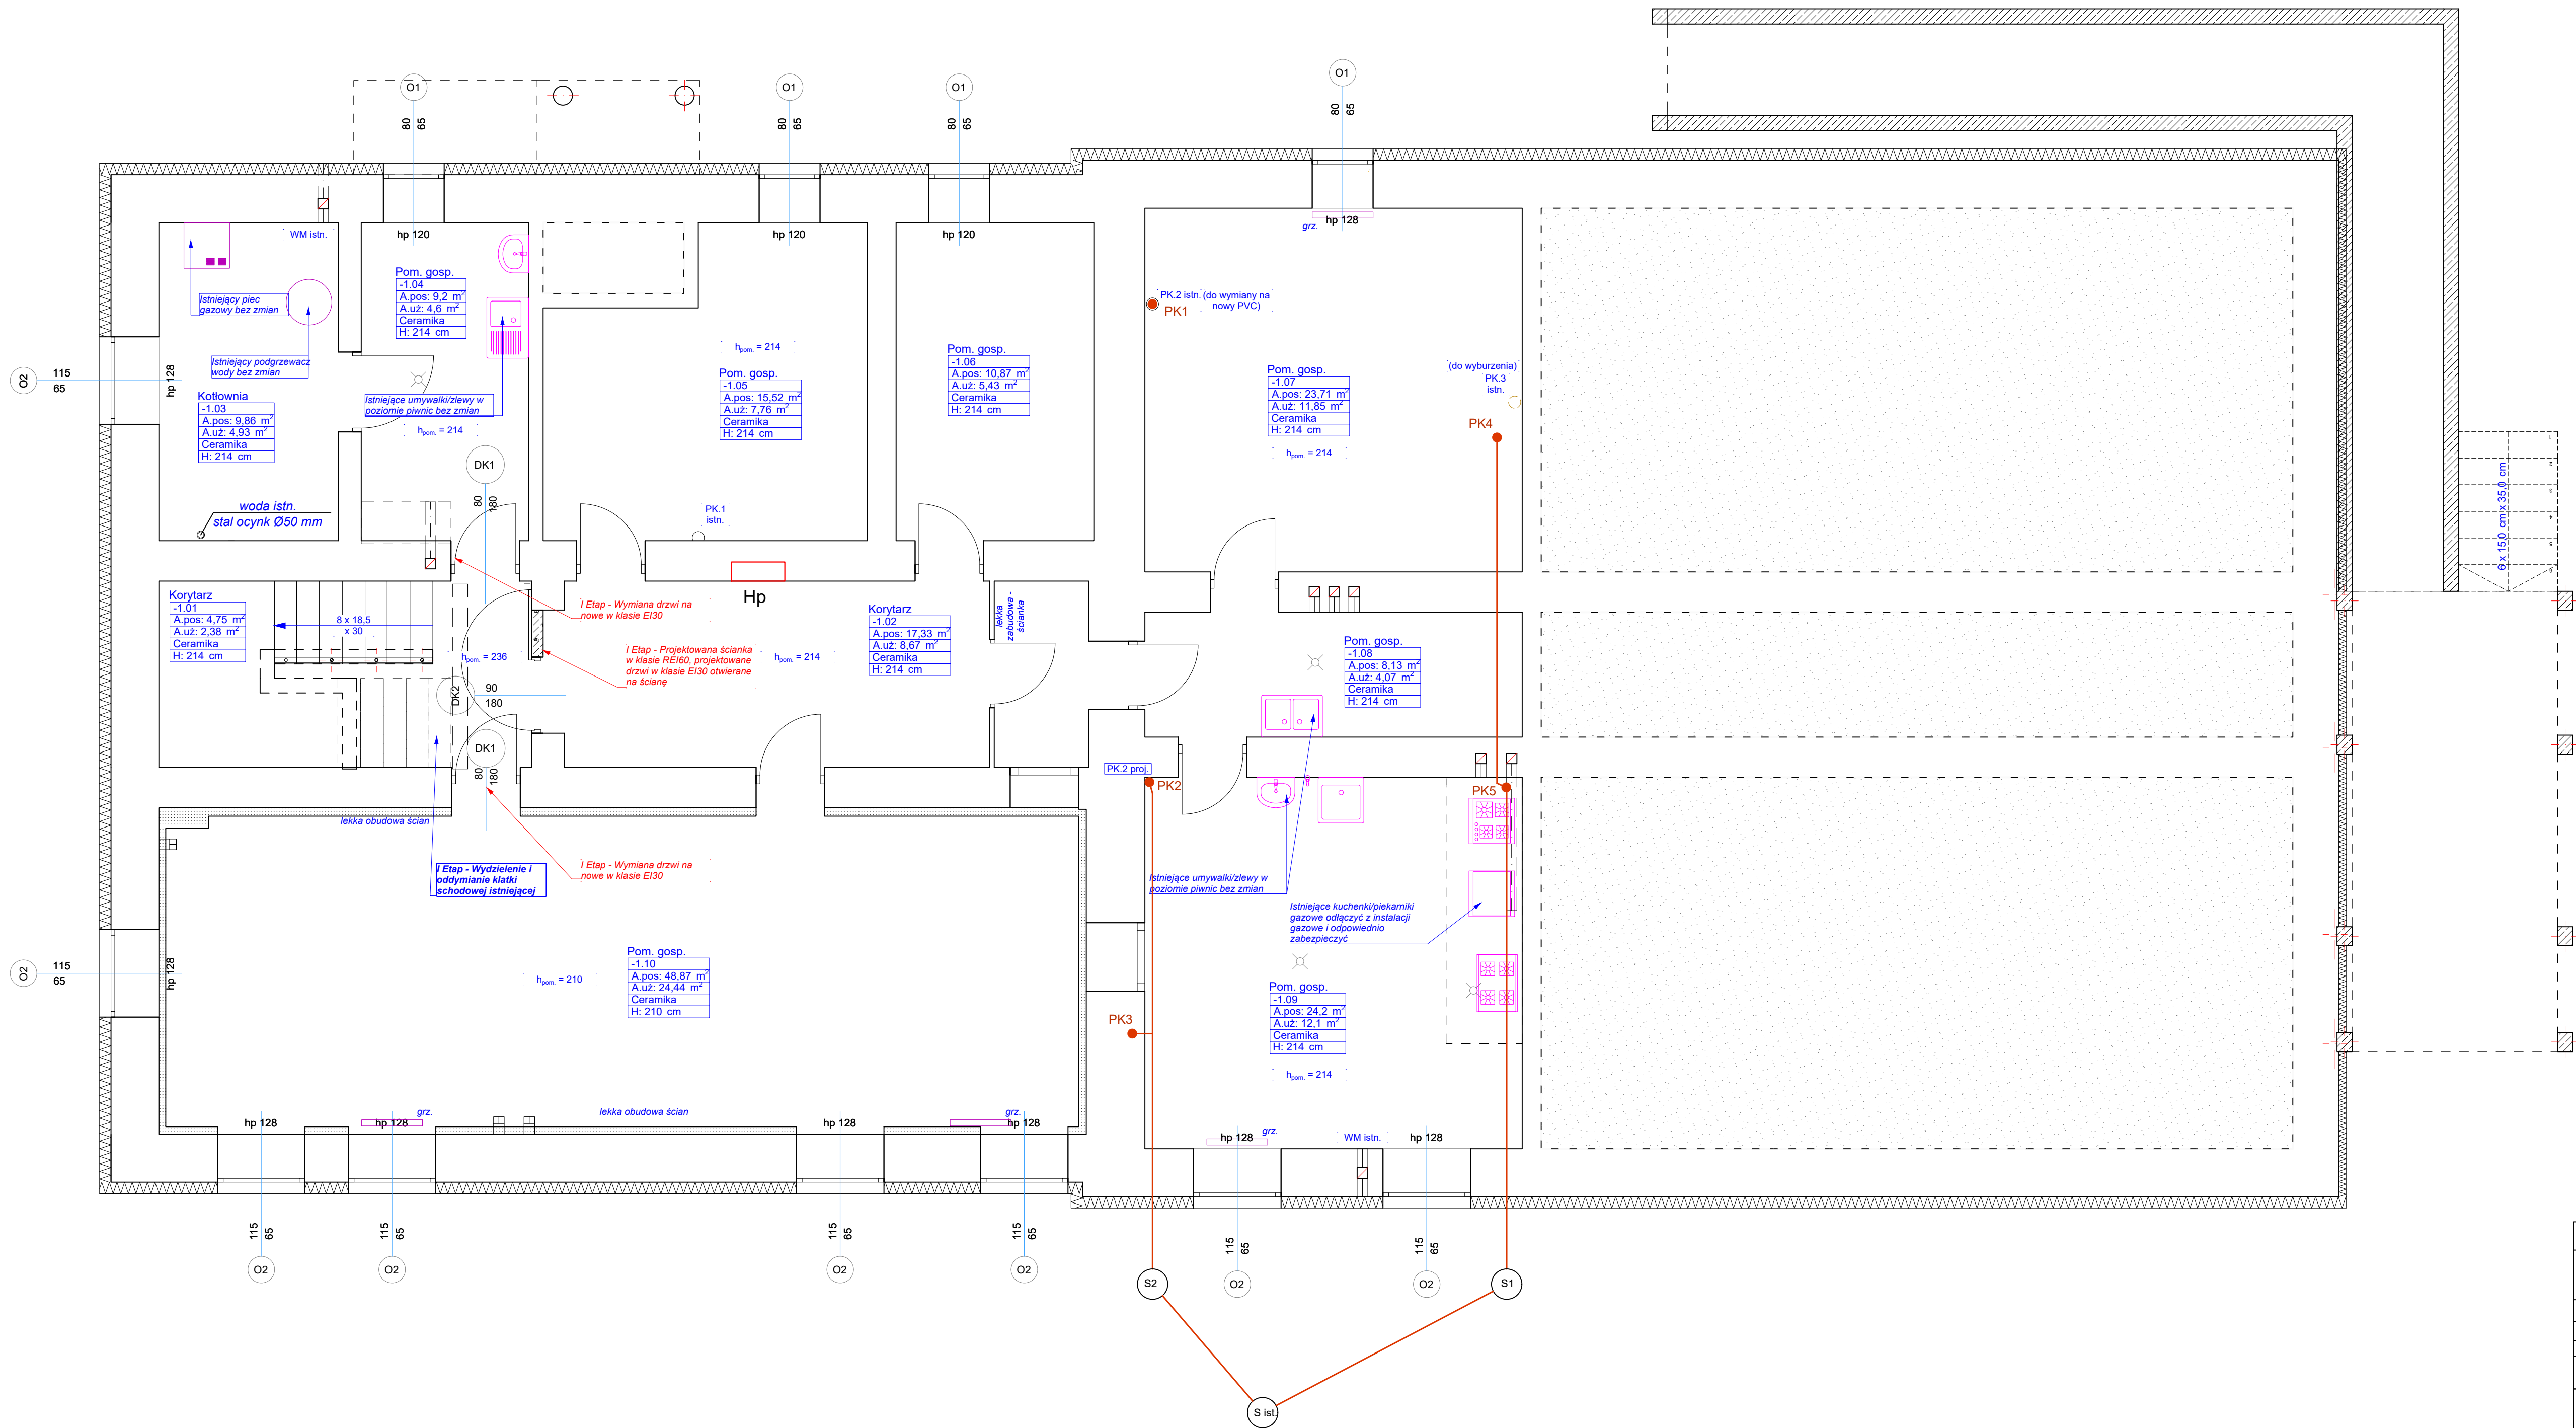 O1
80
65
O1
80
65
O1
80
65
O1
80
65
hp 120
hp 120
hp 120
hp 128
grz.
WM istn.
Istniejący piec
gazowy bez zmian
Istniejący podgrzewacz
wody bez zmian
Kotłownia
-1.03
A.pos: 9,86 m²
A.uż: 4,93 m²
Ceramika
H: 214 cm
O2
115
65
hp 128
woda istn.
stal ocynk Ø50 mm
Pom. gosp.
-1.04
A.pos: 9,2 m²
A.uż: 4,6 m²
Ceramika
H: 214 cm
Istniejące umywalki/zlewy w
poziomie piwnic bez zmian
hpom. = 214
DK1
80
180
hpom. = 214
Pom. gosp.
-1.05
A.pos: 15,52 m²
A.uż: 7,76 m²
Ceramika
H: 214 cm
PK.1
istn.
Pom. gosp.
-1.06
A.pos: 10,87 m²
A.uż: 5,43 m²
Ceramika
H: 214 cm
PK.2 istn. (do wymiany na
nowy PVC)
PK1
Pom. gosp.
-1.07
A.pos: 23,71 m²
A.uż: 11,85 m²
Ceramika
H: 214 cm
hpom. = 214
(do wyburzenia)
PK.3
istn.
PK4
6 x 15,0 cm x 35,0 cm
1
2
3
4
5
6
Korytarz
-1.01
A.pos: 4,75 m²
A.uż: 2,38 m²
Ceramika
H: 214 cm
8 x 18,5
x 30
hpom. = 236
DK2
90
180
I Etap - Wymiana drzwi na
nowe w klasie EI30
I Etap - Projektowana ścianka
w klasie REI60, projektowane
drzwi w klasie EI30 otwierane
na ścianę
Hp
hpom. = 214
Korytarz
-1.02
A.pos: 17,33 m²
A.uż: 8,67 m²
Ceramika
H: 214 cm
lekka
zabudowa -
ścianka
Pom. gosp.
-1.08
A.pos: 8,13 m²
A.uż: 4,07 m²
Ceramika
H: 214 cm
DK1
80
180
PK.2 proj.
PK2
PK5
lekka obudowa ścian
I Etap - Wydzielenie i
oddymianie klatki
schodowej istniejącej
I Etap - Wymiana drzwi na
nowe w klasie EI30
Istniejące umywalki/zlewy w
poziomie piwnic bez zmian
Istniejące kuchenki/piekarniki
gazowe odłączyć z instalacji
gazowe i odpowiednio
zabezpieczyć
O2
115
65
hp 128
hpom. = 210
Pom. gosp.
-1.10
A.pos: 48,87 m²
A.uż: 24,44 m²
Ceramika
H: 210 cm
PK3
Pom. gosp.
-1.09
A.pos: 24,2 m²
A.uż: 12,1 m²
Ceramika
H: 214 cm
hpom. = 214
hp 128
hp 128
grz.
lekka obudowa ścian
hp 128
grz.
hp 128
hp 128
grz.
WM istn.
hp 128
115
65
O2
115
65
O2
115
65
O2
115
65
O2
S2
115
65
O2
115
65
O2
S1
S ist.